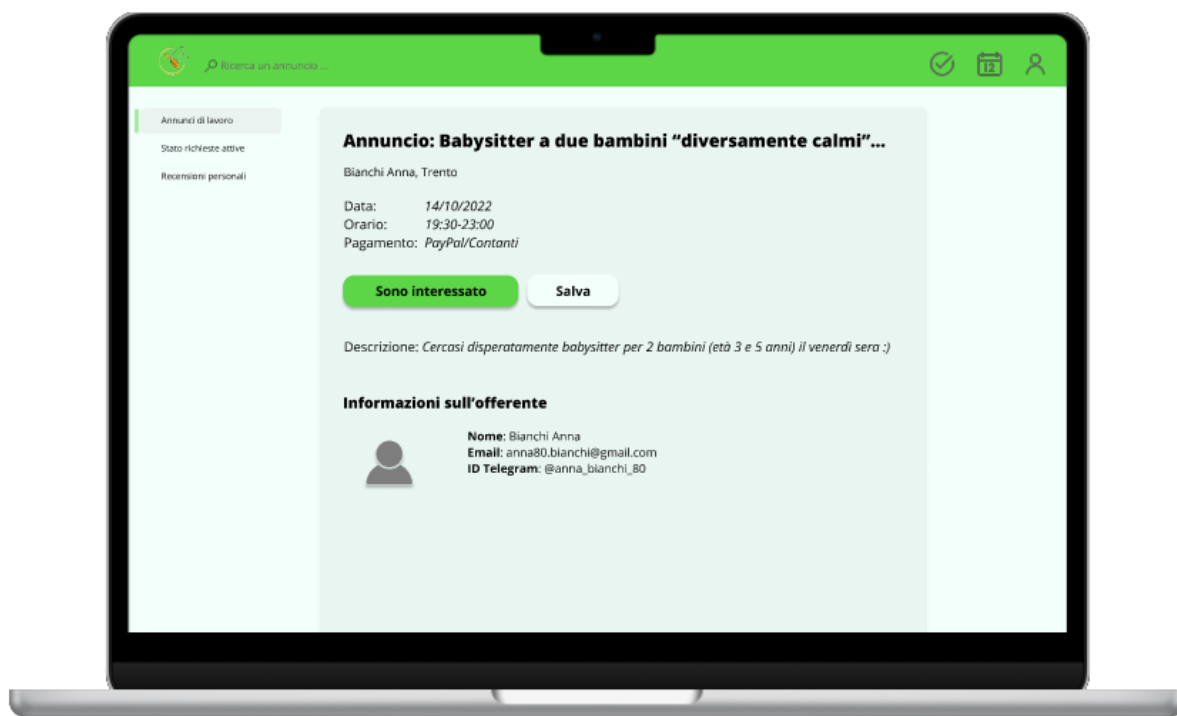 Ricerca un annuncio ...
12
Annunci di lavoro
Stato richieste attive
Recensioni personali
Annuncio: Babysitter a due bambini “diversamente calmi”...
Bianchi Anna, Trento
Data: 14/10/2022
Orario: 19:30-23:00
Pagamento: PayPal/Contanti
Sono interessato Salva
Descrizione: Cercasi disperatamente babysitter per 2 bambini (età 3 e 5 anni) il venerdì sera :)
Informazioni sull’offerente
Nome: Bianchi Anna
Email: anna80.bianchi@gmail.com
ID Telegram: @anna_bianchi_80